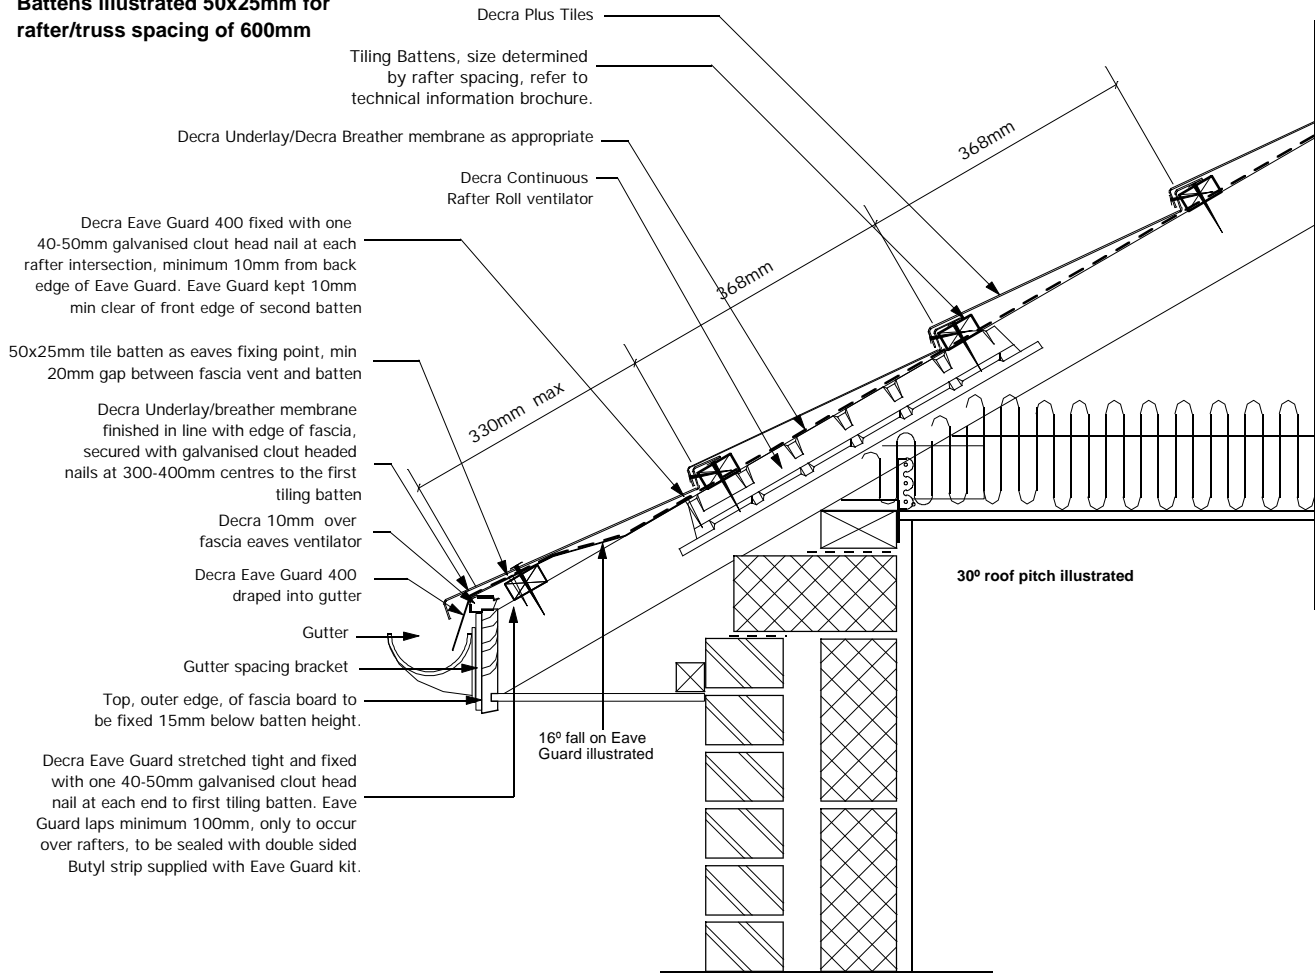 Battens illustrated 50x25mm for
rafter/truss spacing of 600mm
Decra Plus Tiles
Tiling Battens, size determined
by rafter spacing, refer to
technical information brochure.
Decra Underlay/Decra Breather membrane as appropriate
Decra Continuous
Rafter Roll ventilator
Decra Eave Guard 400 fixed with one
40-50mm galvanised clout head nail at each
rafter intersection, minimum 10mm from back
edge of Eave Guard. Eave Guard kept 10mm
min clear of front edge of second batten
50x25mm tile batten as eaves fixing point, min
20mm gap between fascia vent and batten
Decra Underlay/breather membrane
finished in line with edge of fascia,
secured with galvanised clout headed
nails at 300-400mm centres to the first
tiling batten
Decra 10mm over
fascia eaves ventilator
Decra Eave Guard 400
draped into gutter
Gutter
Gutter spacing bracket
Top, outer edge, of fascia board to
be fixed 15mm below batten height.
Decra Eave Guard stretched tight and fixed
with one 40-50mm galvanised clout head
nail at each end to first tiling batten. Eave
Guard laps minimum 100mm, only to occur
over rafters, to be sealed with double sided
Butyl strip supplied with Eave Guard kit.
330mm max
368mm
368mm
16º fall on Eave
Guard illustrated
30º roof pitch illustrated